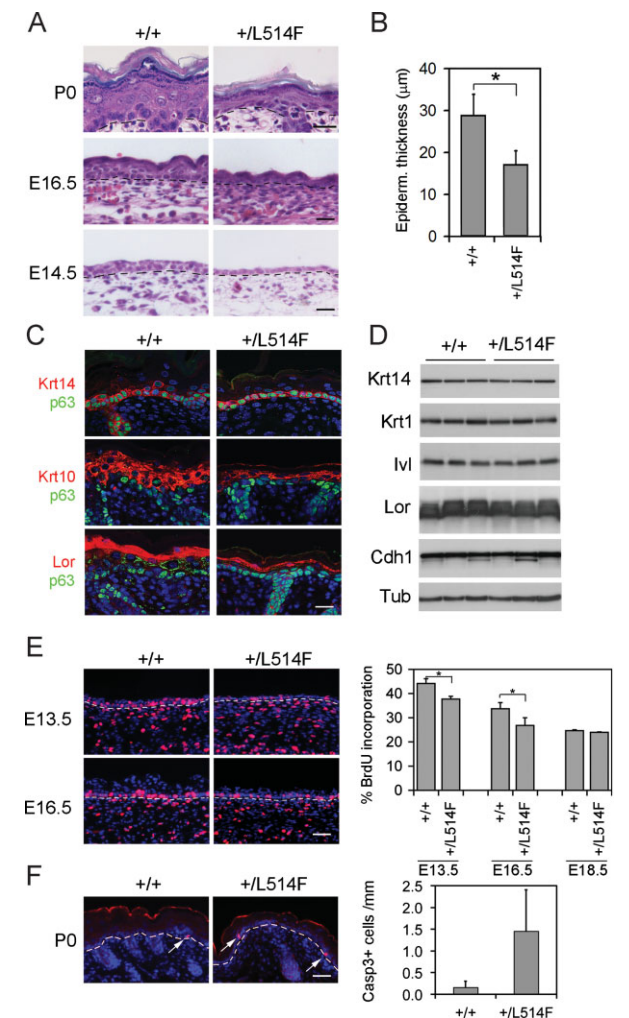 A
+/+
+/L514F
P0
E16.5
E14.5
B
Epiderm. thickness (μm)
40
30
20
10
0
*
+/+
+/L514F
C
+/+
+/L514F
Krt14
p63
Krt10
p63
Lor
p63
D
+/+
+/L514F
Krt14
Krt1
Ivl
Lor
Cdh1
Tub
E
+/+
+/L514F
E13.5
E16.5
% BrdU incorporation
50
40
30
20
10
0
*
*
+/+
+/L514F
+/+
+/L514F
+/+
+/L514F
E13.5
E16.5
E18.5
F
+/+
+/L514F
P0
Casp3+ cells /mm
2.5
2.0
1.5
1.0
0.5
0.0
+/+
+/L514F